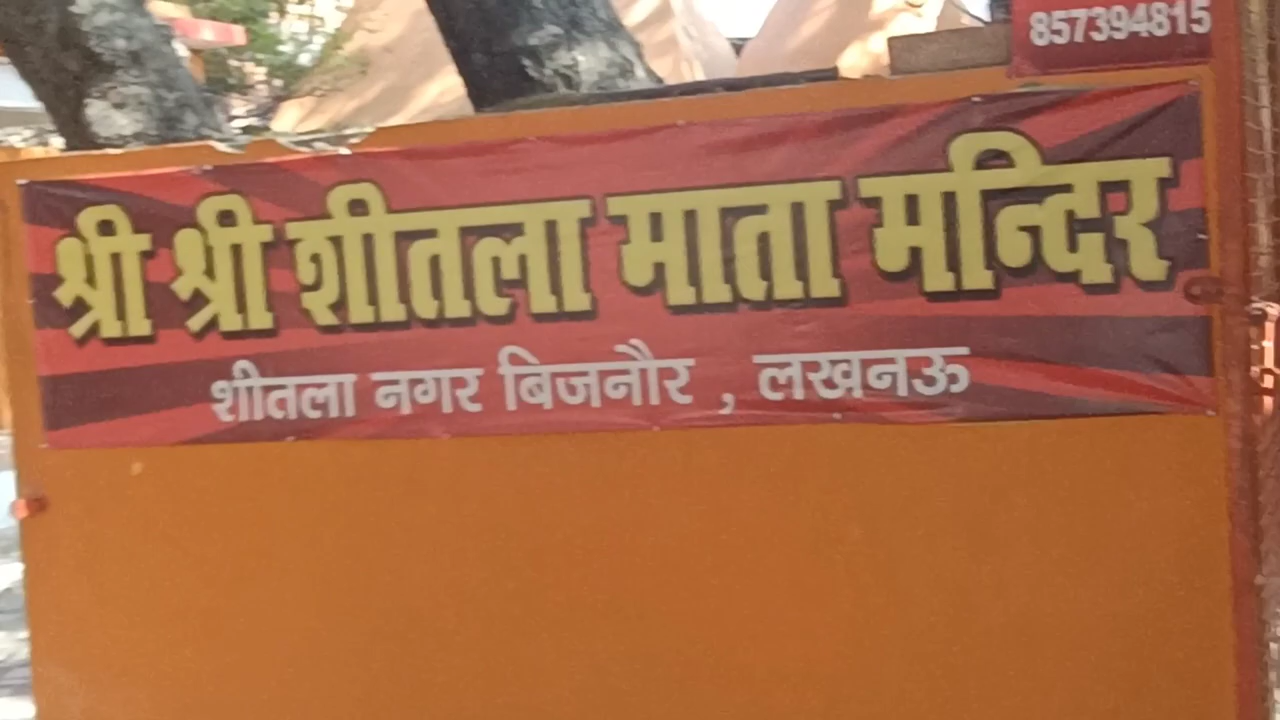 857394815
श्री श्री शीतला माता मन्दिर
शीतला नगर बिजनौर , लखनऊ